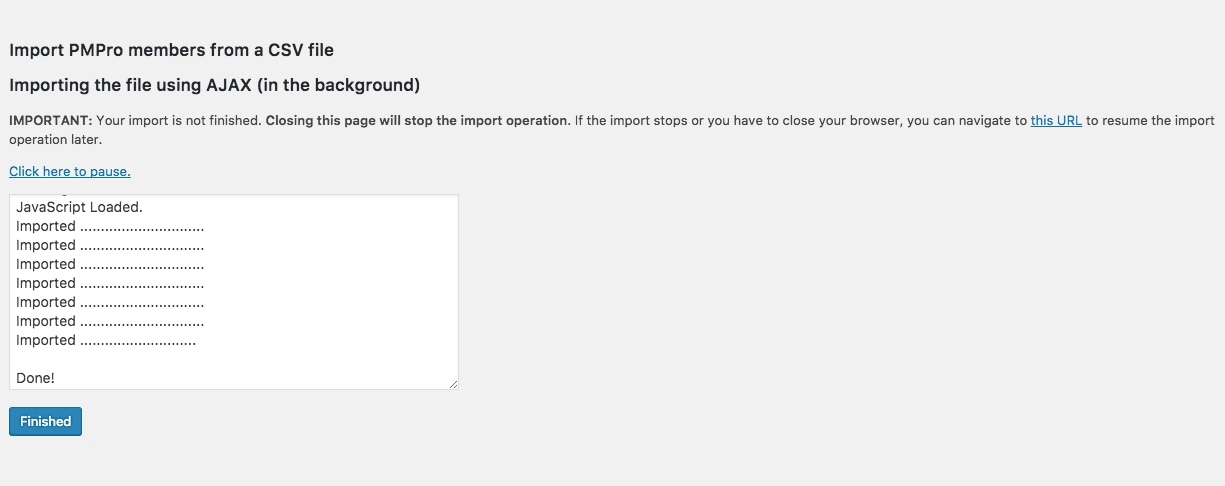 Import PMPro members from a CSV file
Importing the file using AJAX (in the background)
IMPORTANT: Your import is not finished. Closing this page will stop the import operation. If the import stops or you have to close your browser, you can navigate to this URL to resume the import
operation later.
Click here to pause.
JavaScript Loaded.
Imported ..............................
Imported ..............................
Imported ..............................
Imported ..............................
Imported ..............................
Imported ..............................
Imported ............................
Done!
Finished